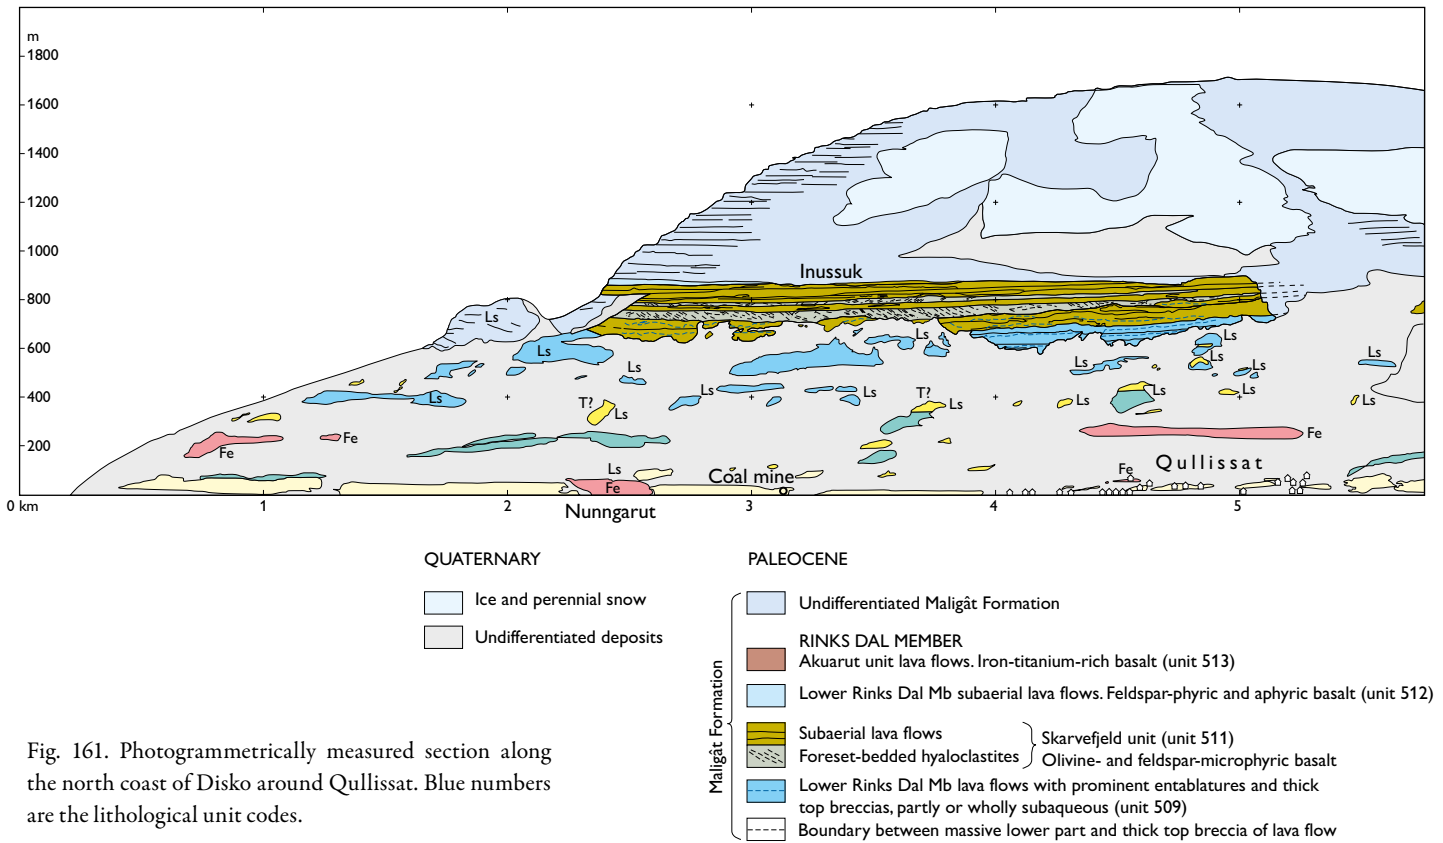 m
1800
1600
1400
1200
1000
800
600
400
200
0 km
1
2
3
4
5
Inussuk
Ls
Ls
Ls
Ls
Ls
Ls
Ls
Ls
Ls
Ls
Ls
T?
Ls
Ls
Ls
T?
Ls
Ls
Ls
Ls
Ls
Fe
Fe
Fe
Qullissat
Ls
Coal mine
Fe
Fe
Nunngarut
QUATERNARY
Ice and perennial snow
Undifferentiated deposits
PALEOCENE
Maligât Formation
Undifferentiated Maligât Formation
RINKS DAL MEMBER
Akuarut unit lava flows. Iron-titanium-rich basalt (unit 513)
Lower Rinks Dal Mb subaerial lava flows. Feldspar-phyric and aphyric basalt (unit 512)
Subaerial lava flows
Foreset-bedded hyaloclastites
Skarvefjeld unit (unit 511)
Olivine- and feldspar-microphyric basalt
Lower Rinks Dal Mb lava flows with prominent entablatures and thick
top breccias, partly or wholly subaqueous (unit 509)
Boundary between massive lower part and thick top breccia of lava flow
Fig. 161. Photogrammetrically measured section along
the north coast of Disko around Qullissat. Blue numbers
are the lithological unit codes.